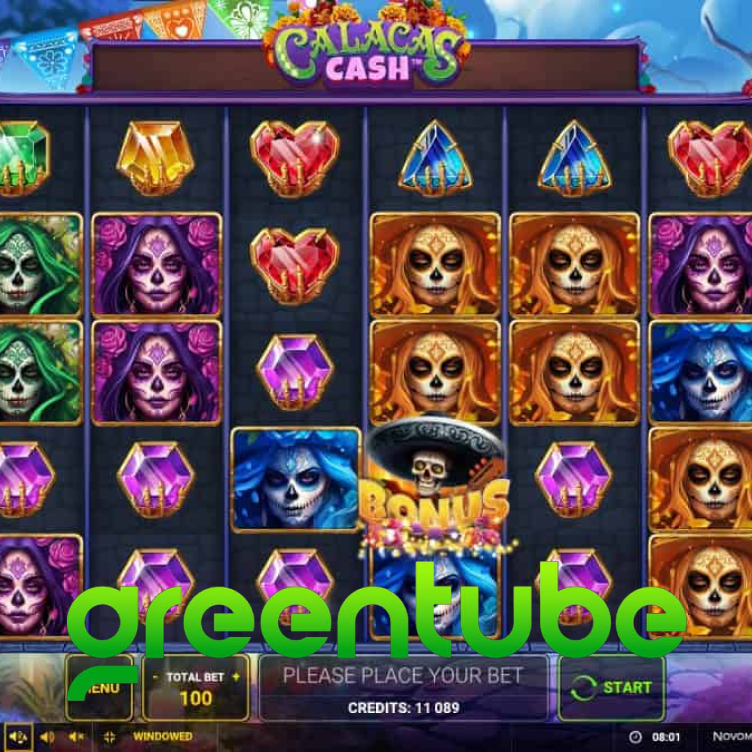 CALACAS
CASH™
BONUS
greentube
MENU
- TOTAL BET +
100
PLEASE PLACE YOUR BET
CREDITS: 11 089
START
WINDOWED
08:01
NOVOM